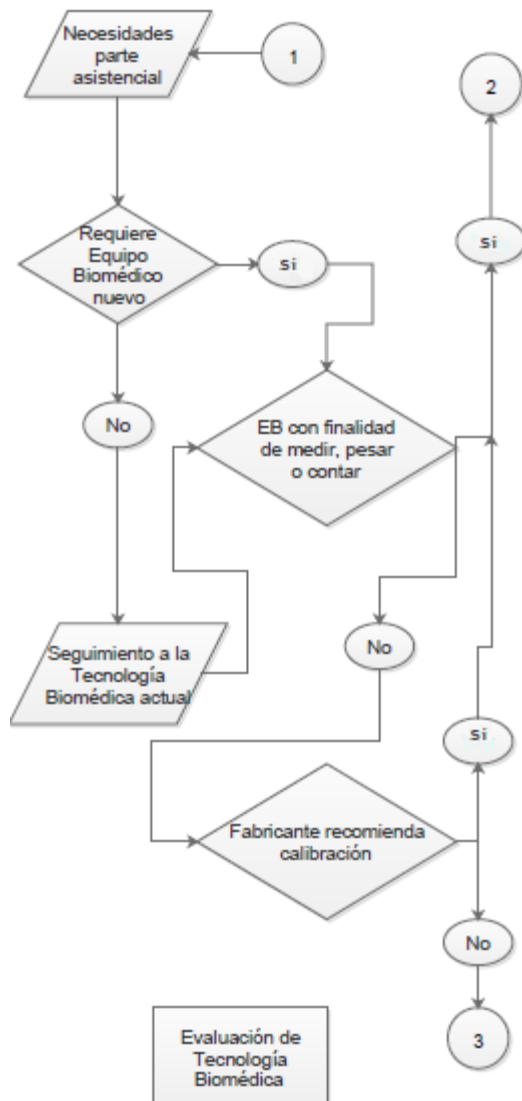 Necesidades
parte
asistencial
1
2
Requiere
Equipo
Biomédico
nuevo
si
si
No
EB con finalidad
de medir, pesar
o contar
Seguimiento a la
Tecnología
Biomédica actual
No
si
Fabricante recomienda
calibración
No
3
Evaluación de
Tecnología
Biomédica